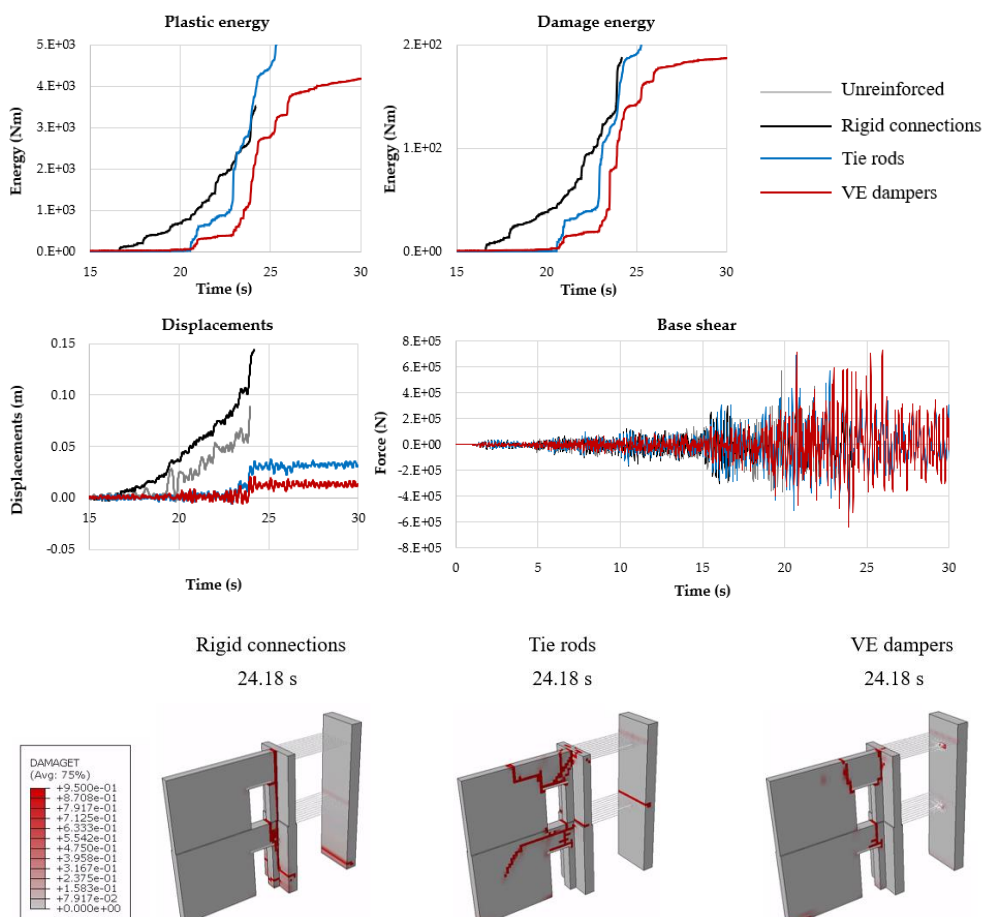 Plastic energy
5.E+03
4.E+03
3.E+03
2.E+03
1.E+03
0.E+00
Energy (Nm)
15 20 25 30
Time (s)
Damage energy
2.E+02
1.E+02
0.E+00
Energy (Nm)
15 20 25 30
Time (s)
Unreinforced
Rigid connections
Tie rods
VE dampers
Displacements
0.15
0.10
0.05
0.00
-0.05
Displacements (m)
15 20 25 30
Time (s)
Base shear
8.E+05
6.E+05
4.E+05
2.E+05
0.E+00
-2.E+05
-4.E+05
-6.E+05
-8.E+05
Force (N)
0 5 10 15 20 25 30
Time (s)
Rigid connections
24.18 s
Tie rods
24.18 s
VE dampers
24.18 s
DAMAGET
(Avg: 75%)
+9.500e-01
+8.708e-01
+7.917e-01
+7.125e-01
+6.333e-01
+5.542e-01
+4.750e-01
+3.958e-01
+3.167e-01
+2.375e-01
+1.583e-01
+7.917e-02
+0.000e+00